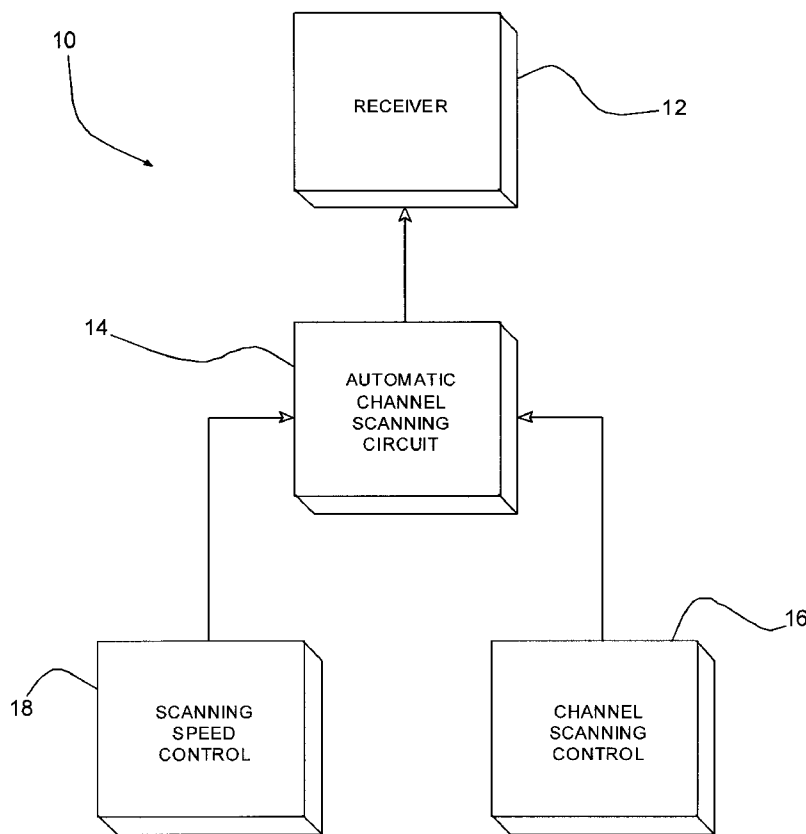 10
RECEIVER
12
14
AUTOMATIC
CHANNEL
SCANNING
CIRCUIT
16
18
SCANNING
SPEED
CONTROL
CHANNEL
SCANNING
CONTROL